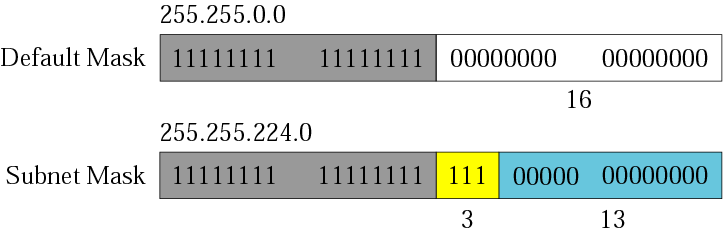 255.255.0.0
Default Mask 11111111 11111111 00000000 00000000
16
255.255.224.0
Subnet Mask 11111111 11111111 111 00000 00000000
3 13